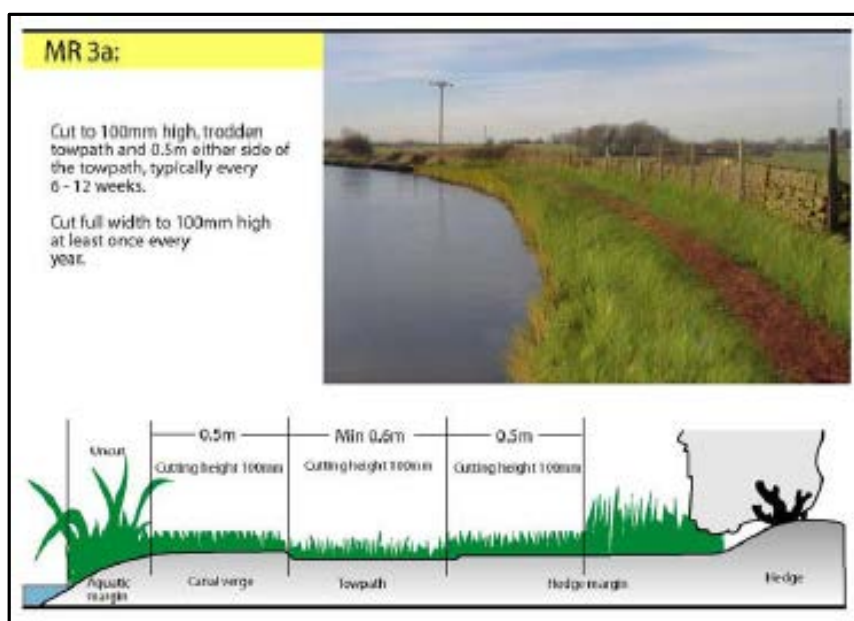 MR 3a:
Cut to 100mm high, trodden
towpath and 0.5m either side of
the towpath, typically every
6 - 12 weeks.
Cut full width to 100mm high
at least once every
year.
0.5m
Min 0.6m
0.5m
Uncut
Cutting height 100mm
Cutting height 100mm
Cutting height 100mm
Aquatic
margin
Canal verge
Towpath
Hedge margin
Hedge